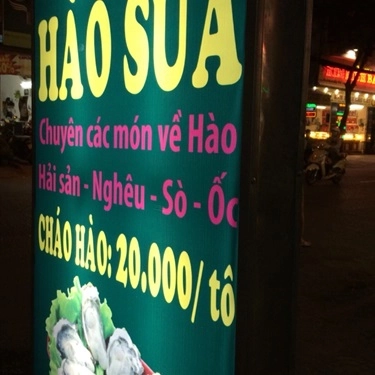 HÀO SỮA
Chuyên các món về Hào
Hải sản - Nghêu - Sò - Ốc
CHÁO HÀO: 20.000/ tô